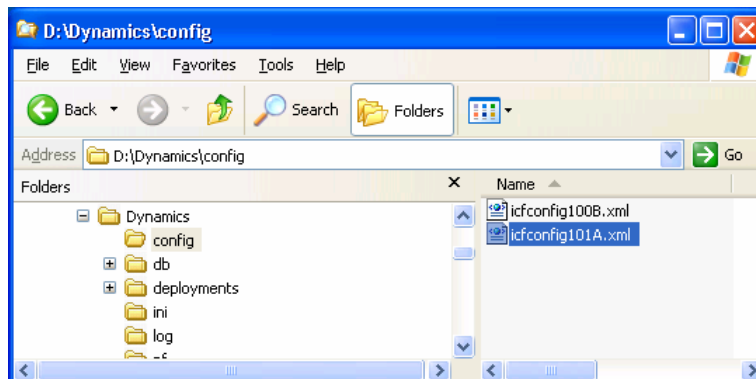 D:\Dynamics\config
File Edit View Favorites Tools Help
Back Search Folders
Address D:\Dynamics\config Go
Folders
Name
Dynamics
config
db
deployments
ini
log
icfconfig100B.xml
icfconfig101A.xml